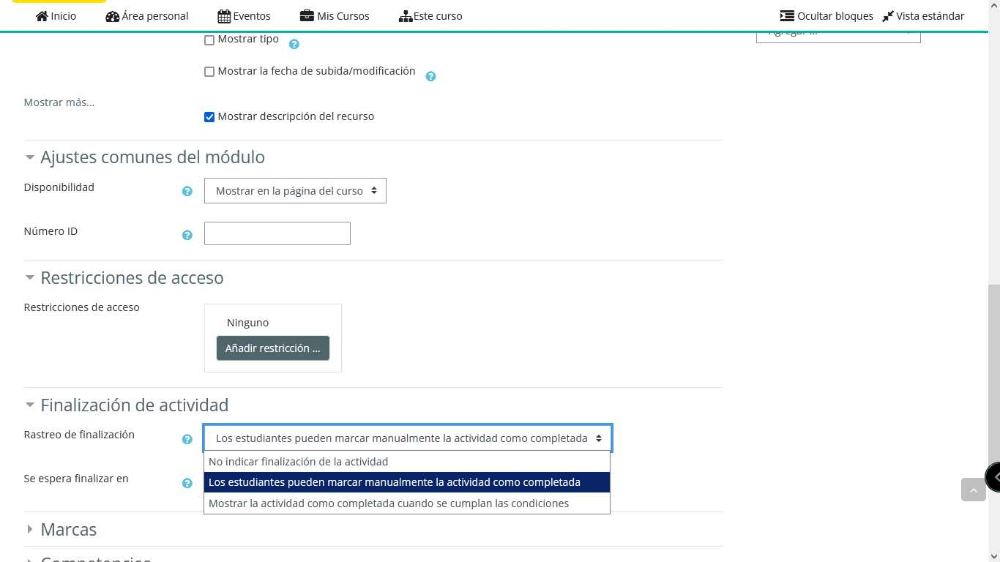 Inicio Área personal Eventos Mis Cursos Este curso Ocultar bloques Vista estándar
Mostrar tipo
Agregar ...
Mostrar la fecha de subida/modificación
Mostrar más...
Mostrar descripción del recurso
Ajustes comunes del módulo
Disponibilidad
Mostrar en la página del curso
Número ID
Restricciones de acceso
Restricciones de acceso
Ninguno
Añadir restricción ...
Finalización de actividad
Rastreo de finalización
Los estudiantes pueden marcar manualmente la actividad como completada
No indicar finalización de la actividad
Se espera finalizar en
Los estudiantes pueden marcar manualmente la actividad como completada
Mostrar la actividad como completada cuando se cumplan las condiciones
Marcas
Competencias